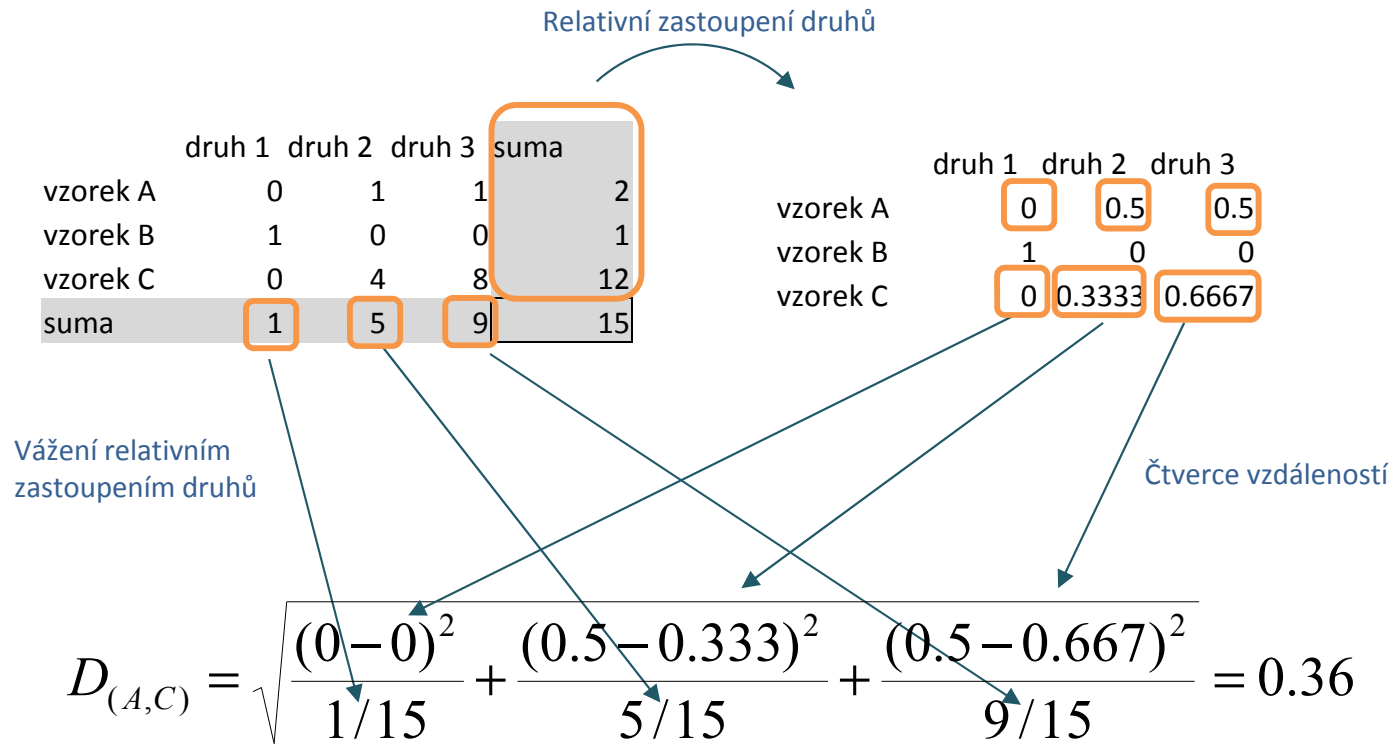 Relativní zastoupení druhů
druh 1 druh 2 druh 3 suma
vzorek A 0 1 1 2
vzorek B 1 0 0 1
vzorek C 0 4 8 12
suma 1 5 9 15
druh 1 druh 2 druh 3
vzorek A 0 0.5 0.5
vzorek B 1 0 0
vzorek C 0 0.3333 0.6667
Vážení relativním
zastoupením druhů
Čtverce vzdáleností
D(A,C) = √((0−0)²/(1/15) + (0.5−0.333)²/(5/15) + (0.5−0.667)²/(9/15)) = 0.36